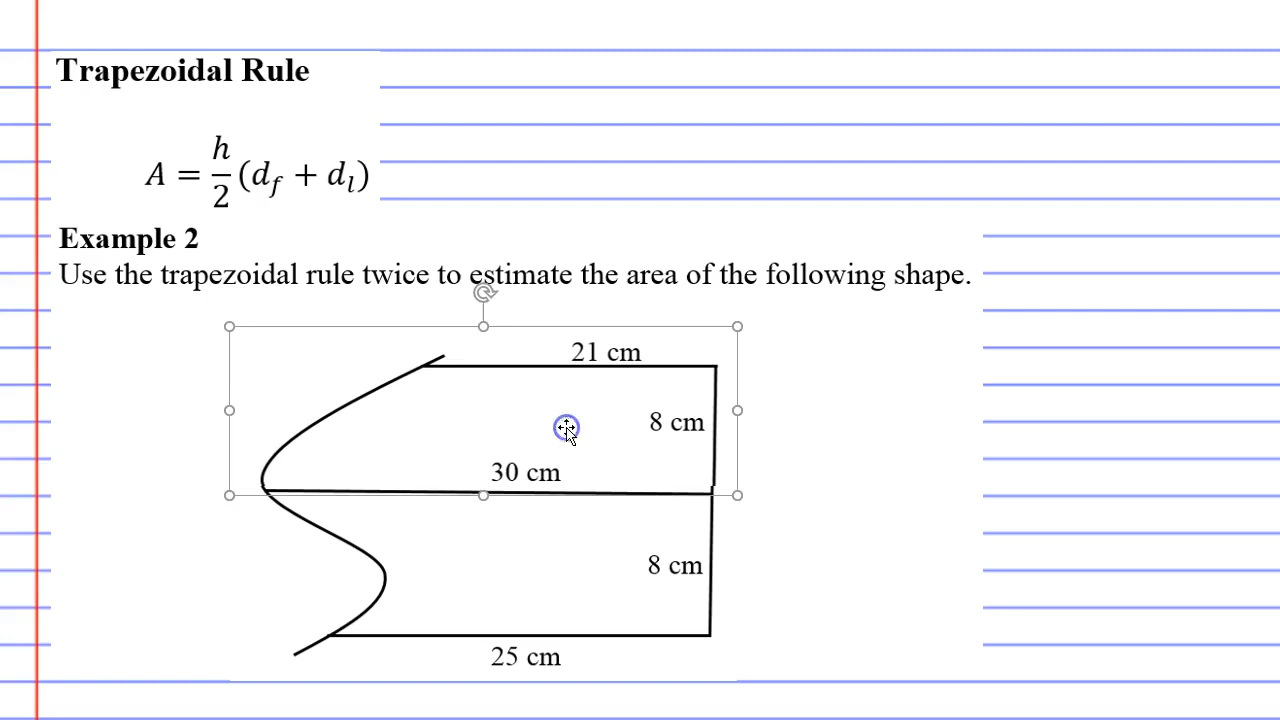 Trapezoidal Rule
A = h/2 (d_f + d_l)
Example 2
Use the trapezoidal rule twice to estimate the area of the following shape.
21 cm
8 cm
30 cm
8 cm
25 cm